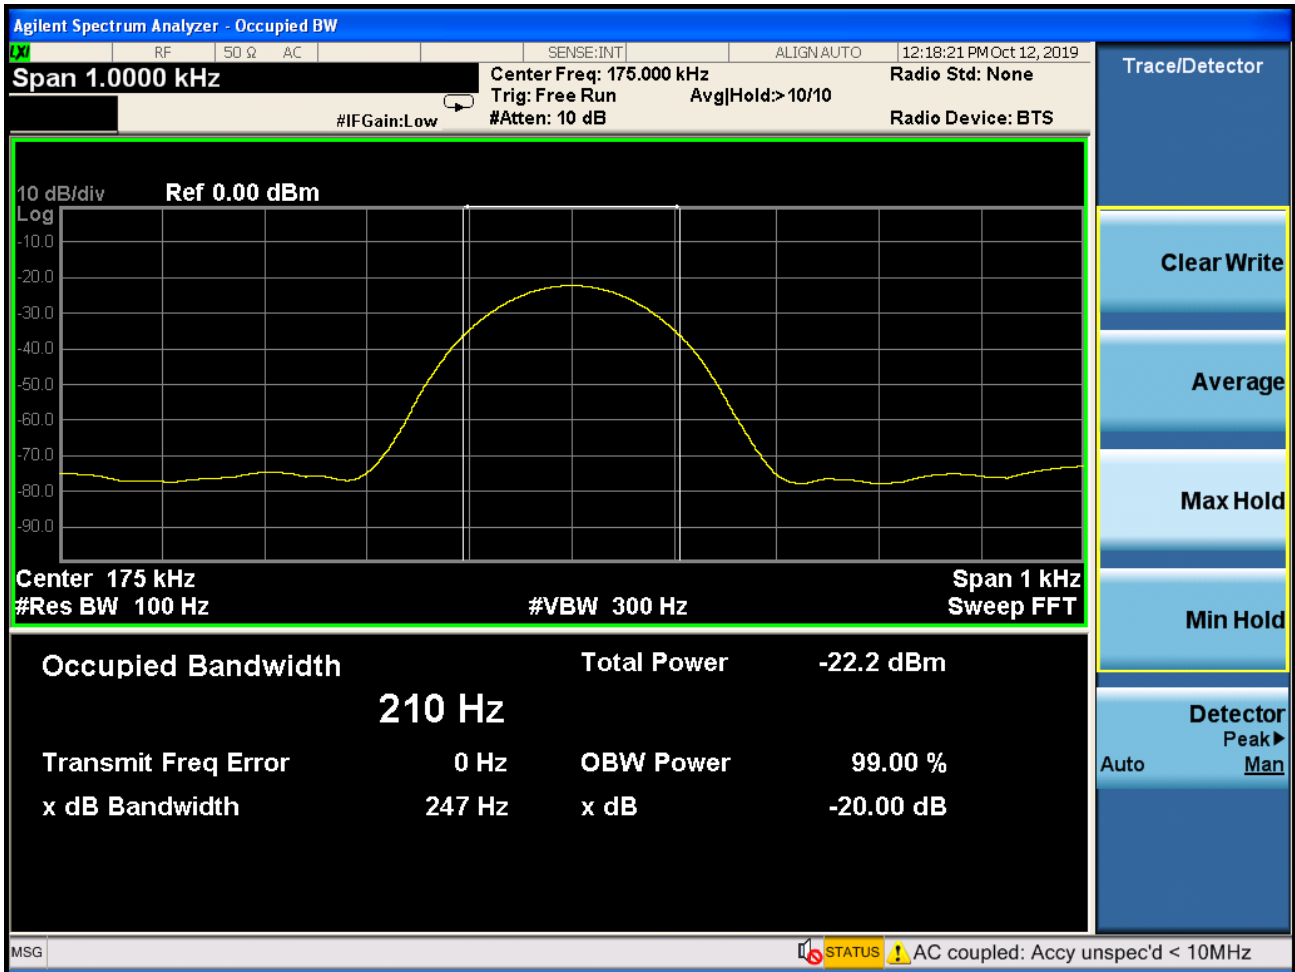 Agilent Spectrum Analyzer - Occupied BW
LXI RF 50 Ω AC SENSE:INT ALIGN AUTO 12:18:21 PM Oct 12, 2019
Span 1.0000 kHz
Center Freq: 175.000 kHz
Radio Std: None
Trig: Free Run Avg|Hold:> 10/10
#IFGain:Low
#Atten: 10 dB
Radio Device: BTS
10 dB/div Ref 0.00 dBm
Log
-10.0
-20.0
-30.0
-40.0
-50.0
-60.0
-70.0
-80.0
-90.0
Center 175 kHz Span 1 kHz
#Res BW 100 Hz #VBW 300 Hz Sweep FFT
Occupied Bandwidth Total Power -22.2 dBm
210 Hz
Transmit Freq Error 0 Hz OBW Power 99.00 %
x dB Bandwidth 247 Hz x dB -20.00 dB
Trace/Detector
Clear Write
Average
Max Hold
Min Hold
Detector
Peak▶
Auto Man
MSG STATUS AC coupled: Accy unspec'd < 10MHz